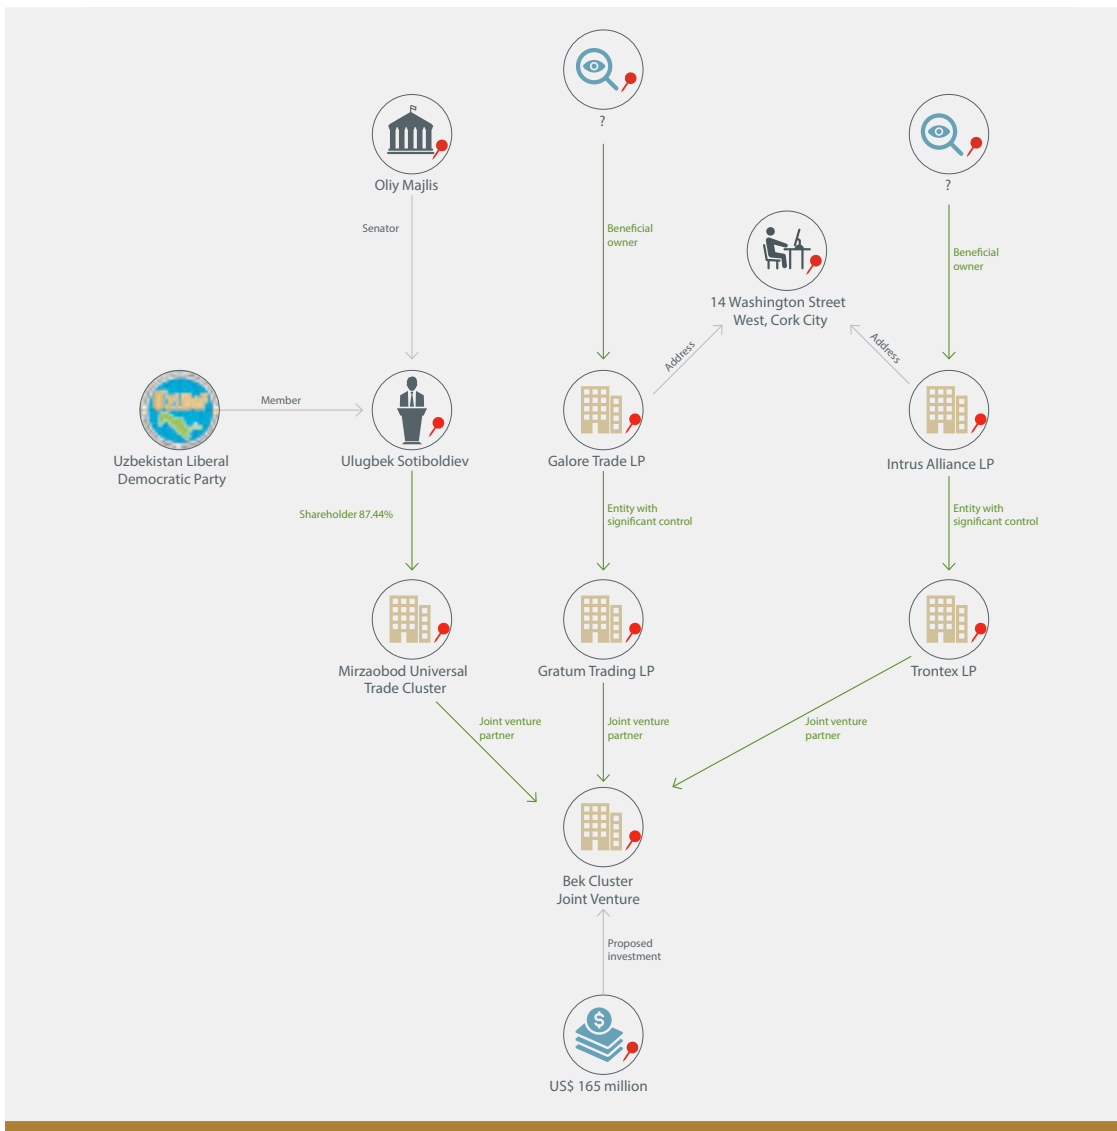 ?
Oliy Majlis
?
Senator
Beneficial
owner
Beneficial
owner
14 Washington Street
West, Cork City
Address
Address
Member
Uzbekistan Liberal
Democratic Party
Ulugbek Sotiboldiev
Galore Trade LP
Intrus Alliance LP
Shareholder 87.44%
Entity with
significant control
Entity with
significant control
Mirzaobod Universal
Trade Cluster
Gratum Trading LP
Trontex LP
Joint venture
partner
Joint venture
partner
Joint venture
partner
Bek Cluster
Joint Venture
Proposed
investment
$
US$ 165 million